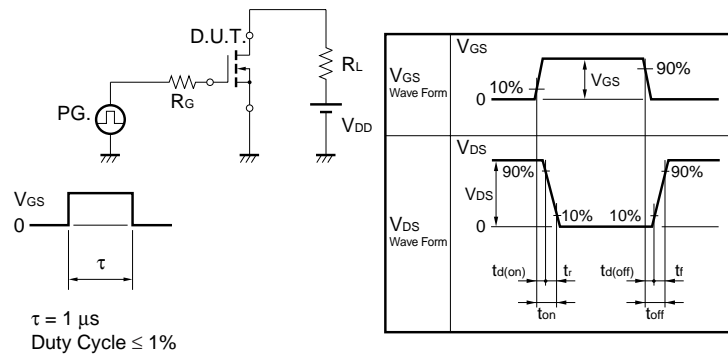 D.U.T.
RL
RG
PG.
VDD
VGS
0
τ
τ = 1 μs
Duty Cycle ≤ 1%
VGS
Wave Form
VGS
10%
VGS
90%
0
VDS
Wave Form
VDS
VDS
90%
90%
10%
10%
0
td(on)
tr
td(off)
tf
ton
toff